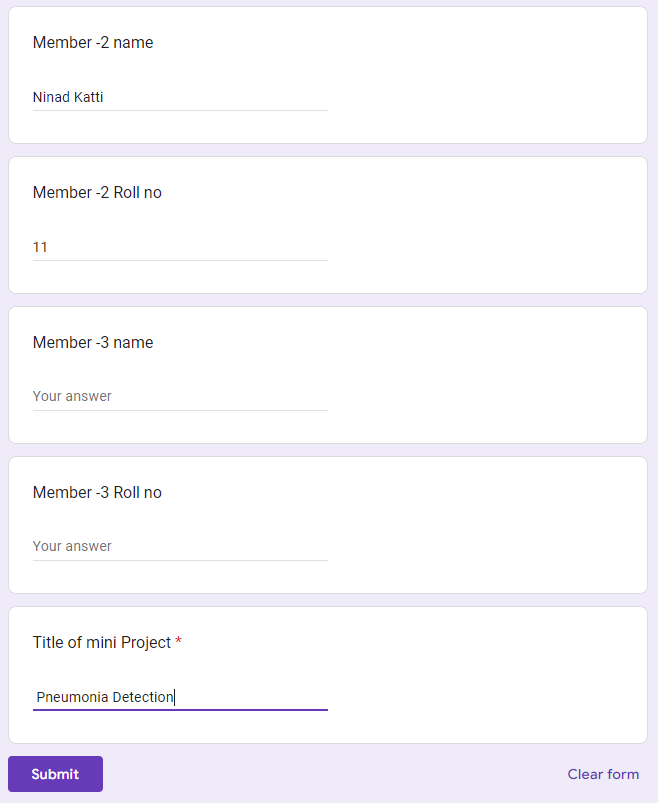 Member -2 name
Ninad Katti
Member -2 Roll no
11
Member -3 name
Your answer
Member -3 Roll no
Your answer
Title of mini Project *
Pneumonia Detection
Submit
Clear form